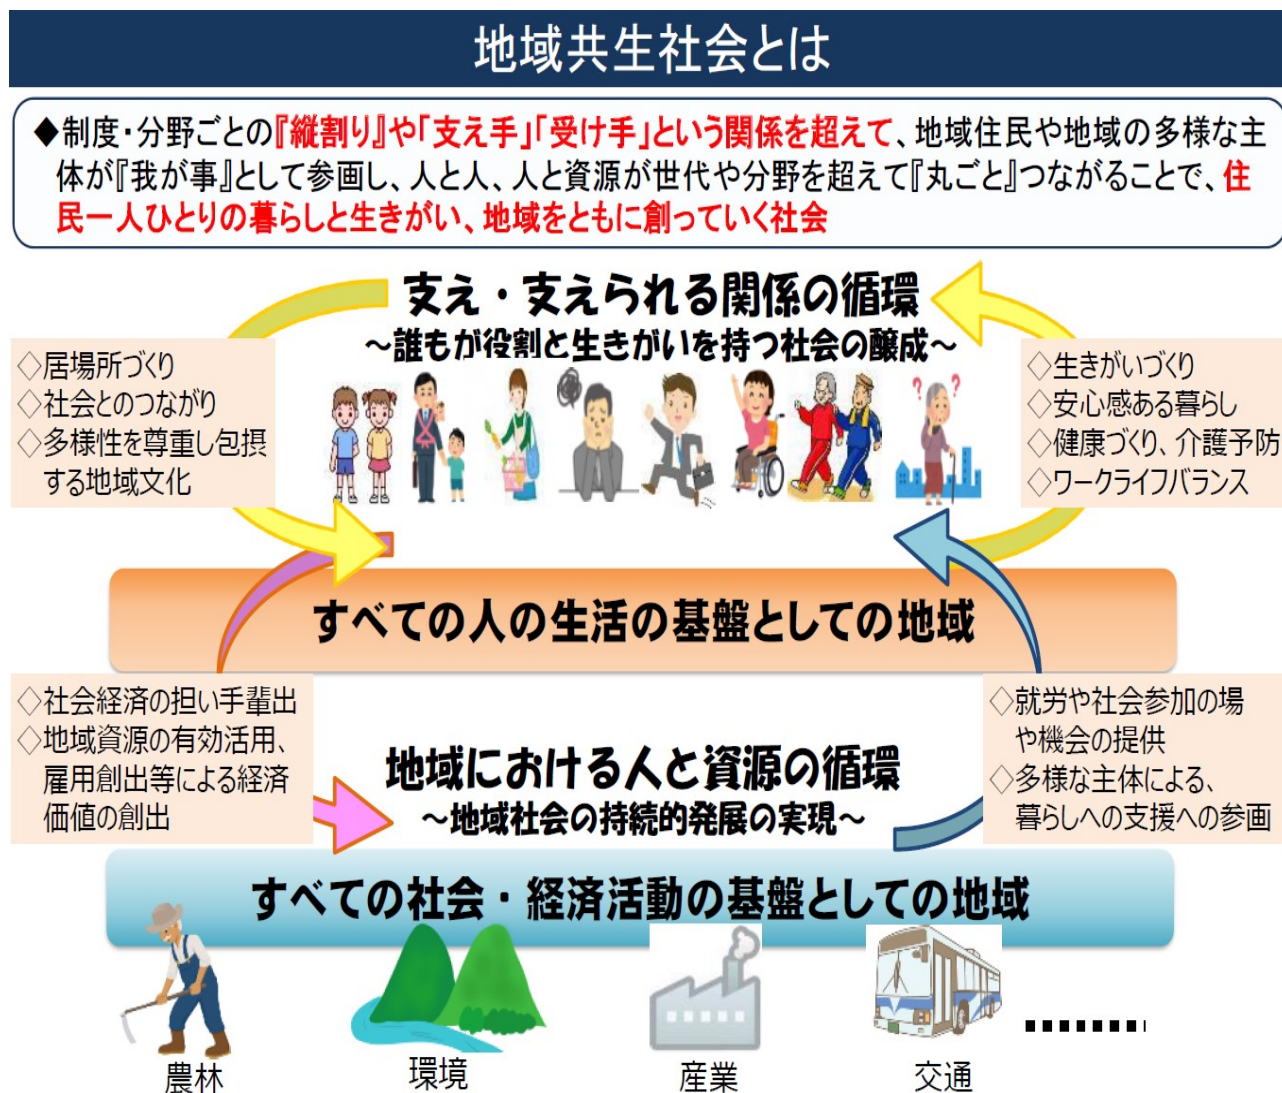 地域共生社会とは
◆制度・分野ごとの『縦割り』や「支え手」「受け手」という関係を超えて、地域住民や地域の多様な主
体が『我が事』として参画し、人と人、人と資源が世代や分野を超えて『丸ごと』つながることで、住
民一人ひとりの暮らしと生きがい、地域をともに創っていく社会
支え・支えられる関係の循環
～誰もが役割と生きがいを持つ社会の醸成～
◇居場所づくり
◇社会とのつながり
◇多様性を尊重し包摂
する地域文化
◇生きがいづくり
◇安心感ある暮らし
◇健康づくり、介護予防
◇ワークライフバランス
? ?
すべての人の生活の基盤としての地域
◇社会経済の担い手輩出
◇地域資源の有効活用、
雇用創出等による経済
価値の創出
地域における人と資源の循環
～地域社会の持続的発展の実現～
◇就労や社会参加の場
や機会の提供
◇多様な主体による、
暮らしへの支援への参画
すべての社会・経済活動の基盤としての地域
農林
環境
産業
交通